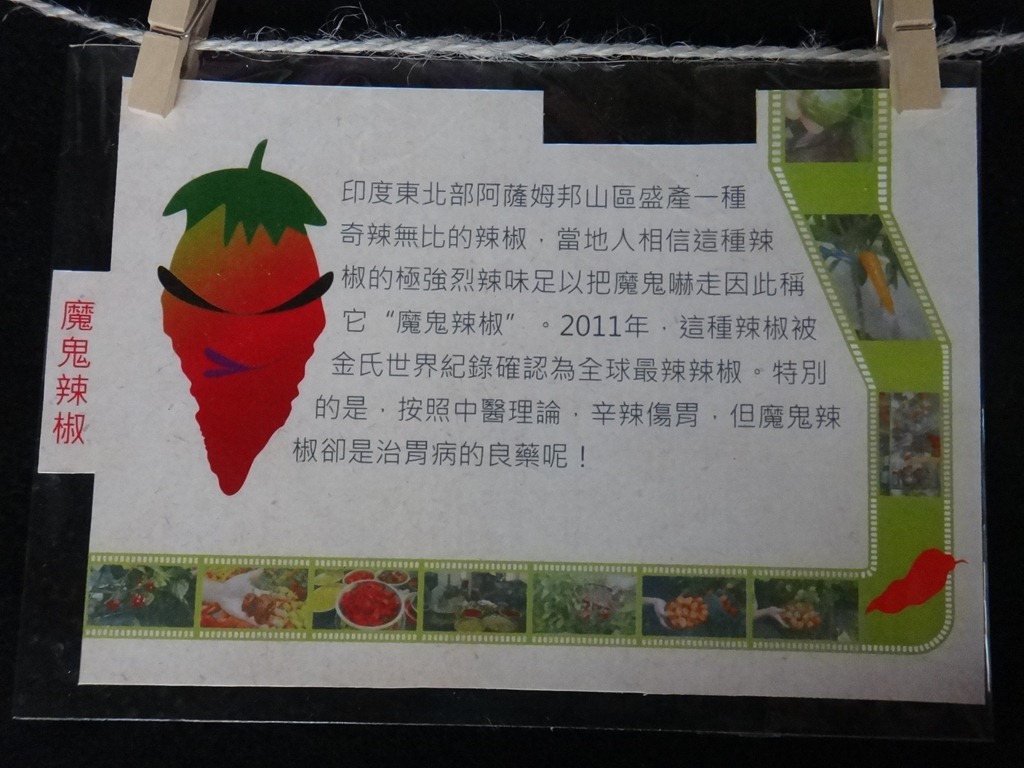 魔鬼辣椒
印度東北部阿薩姆邦山區盛產一種
奇辣無比的辣椒，當地人相信這種辣
椒的極強烈辣味足以把魔鬼嚇走因此稱
它“魔鬼辣椒”。2011年，這種辣椒被
金氏世界紀錄確認為全球最辣辣椒。特別
的是，按照中醫理論，辛辣傷胃，但魔鬼辣
椒卻是治胃病的良藥呢！